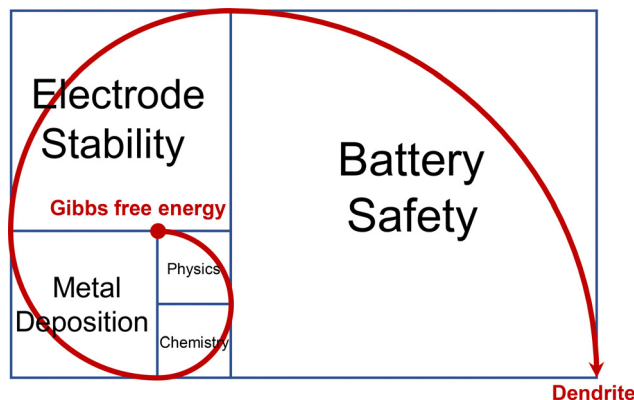 Electrode
Stability
Battery
Safety
Gibbs free energy
Physics
Metal
Deposition
Chemistry
Dendrite